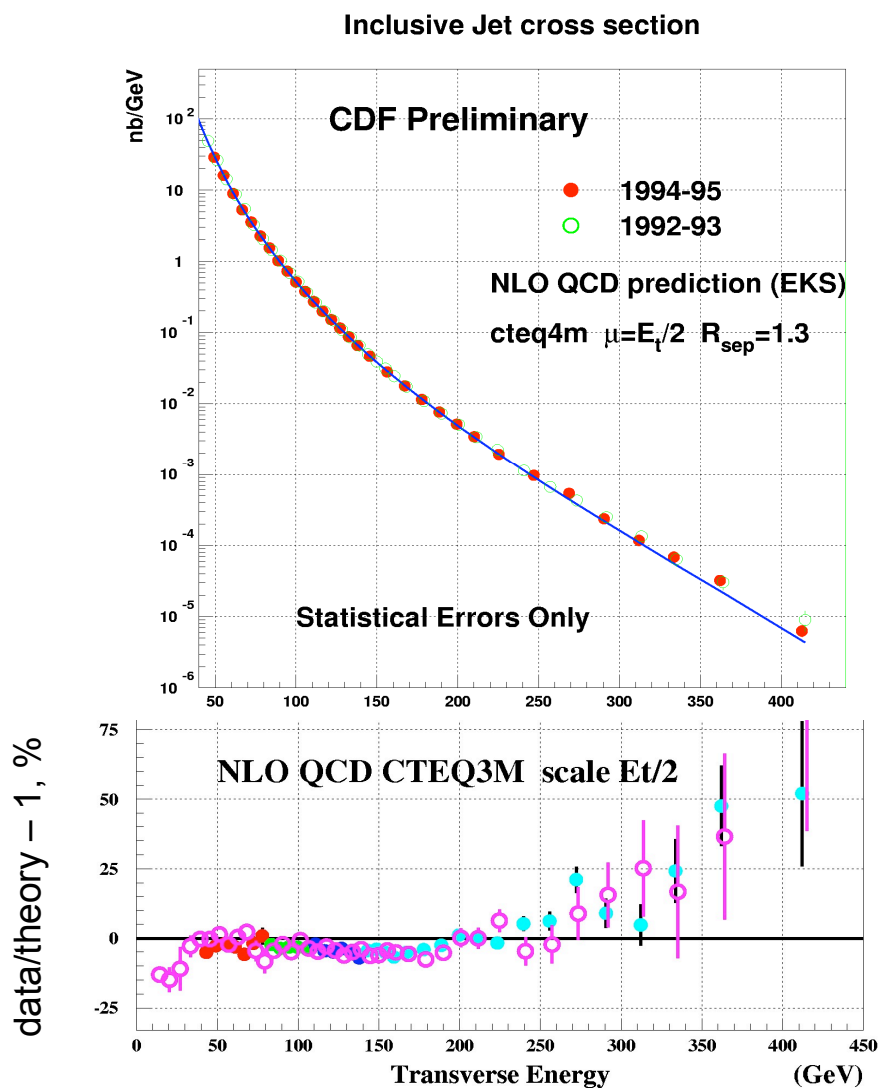 Inclusive Jet cross section
nb/GeV
CDF Preliminary
1994-95
1992-93
NLO QCD prediction (EKS)
cteq4m μ=Et/2 Rsep=1.3
Statistical Errors Only
10 2
10
1
10 -1
10 -2
10 -3
10 -4
10 -5
10 -6
50 100 150 200 250 300 350 400
data/theory – 1, %
NLO QCD CTEQ3M scale Et/2
75
50
25
0
-25
0 50 100 150 200 250 300 350 400 450
Transverse Energy (GeV)